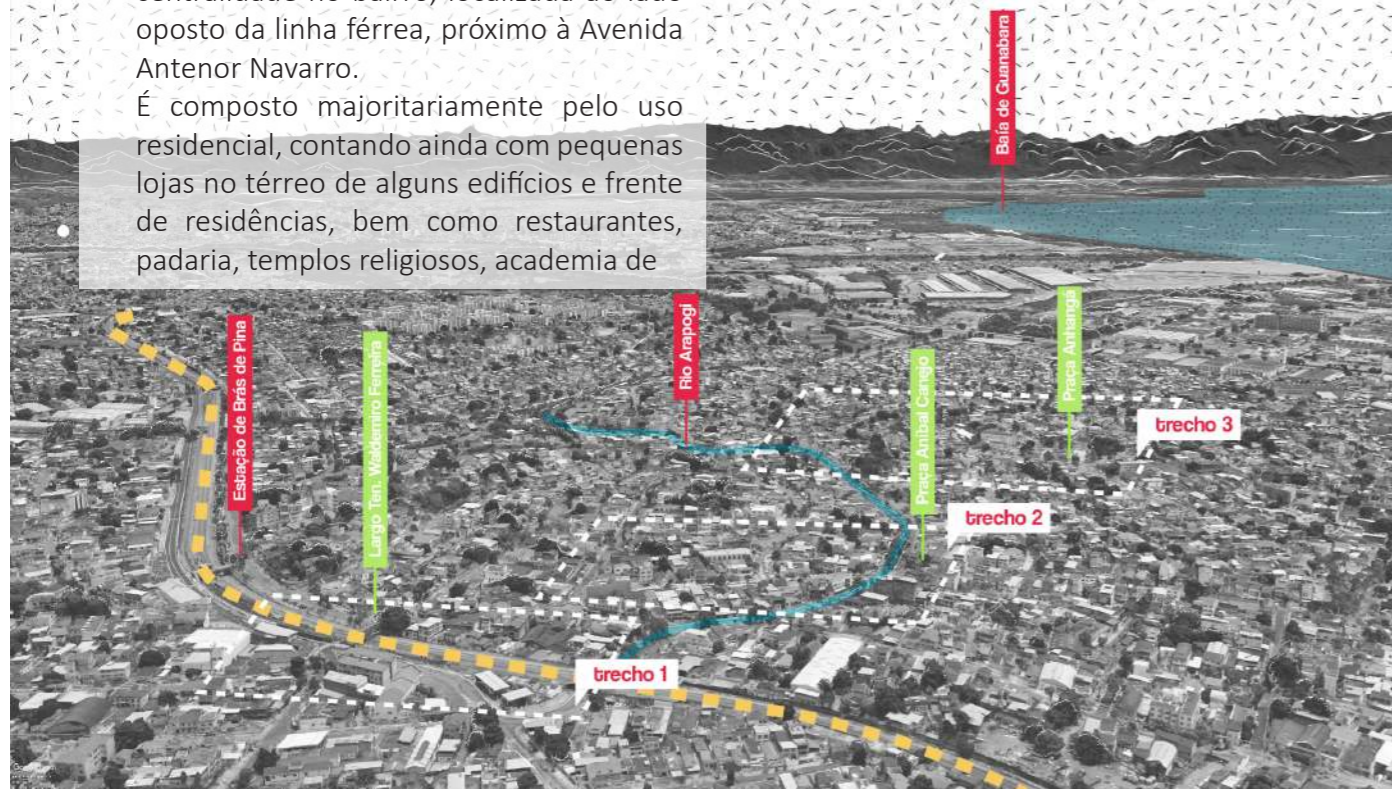 oposto da linha férrea, próximo à Avenida
Antenor Navarro.
É composto majoritariamente pelo uso
residencial, contando ainda com pequenas
lojas no térreo de alguns edifícios e frente
de residências, bem como restaurantes,
padaria, templos religiosos, academia de
Baía de Guanabara
Estação de Brás de Pina
Largo Ten. Waldemiro Ferreira
Rio Arapogi
Praça Aníbal Canejo
Praça Anhangá
trecho 3
trecho 2
trecho 1